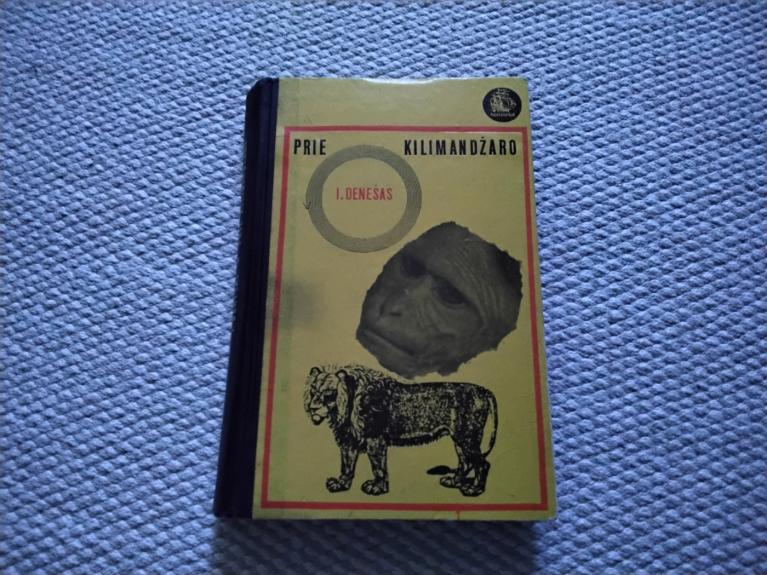 PRIE KILIMANDŽARO
I. DENEŠAS